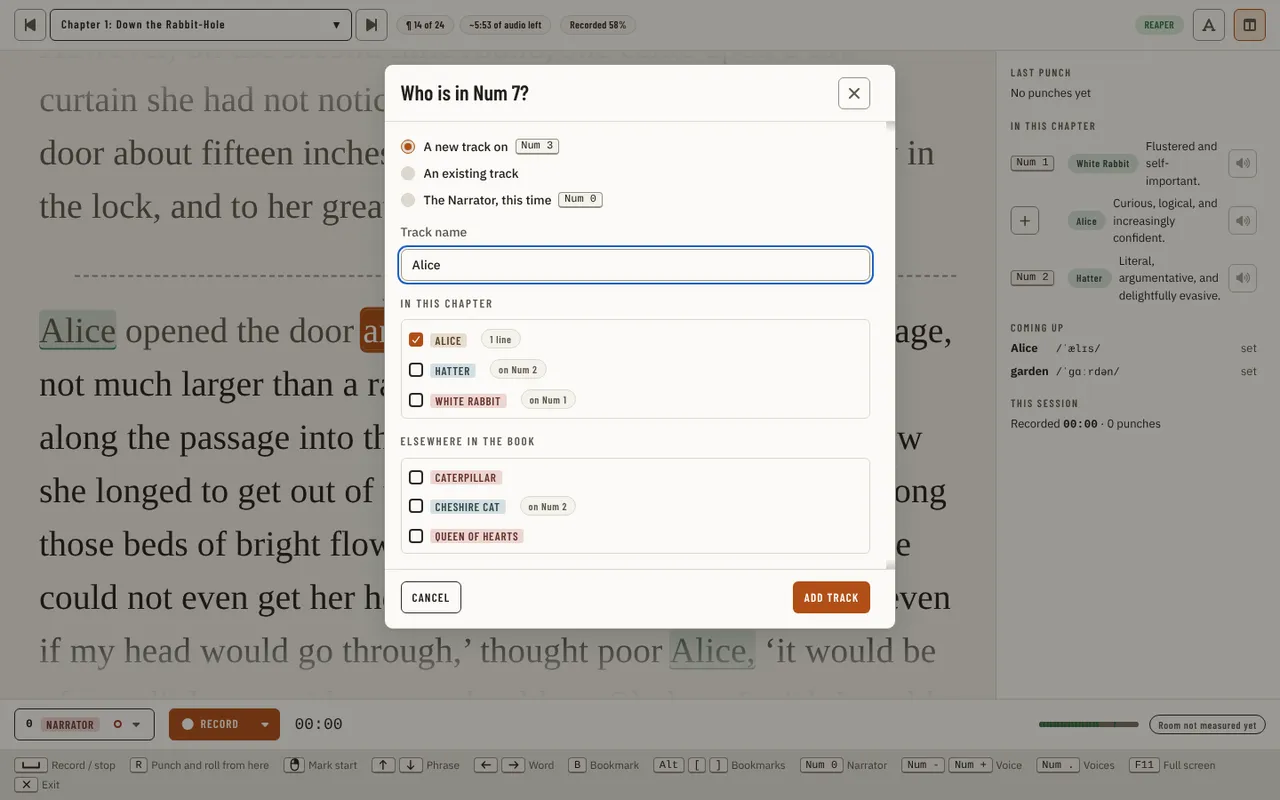 Chapter 1: Down the Rabbit-Hole
¶ 14 of 24
~5:53 of audio left
Recorded 58%
REAPER
A
curtain she had not notic
door about fifteen inches
y in
the lock, and to her grea
Alice opened the door
age,
not much larger than a ra
along the passage into th
w
she longed to get out of
ong
those beds of bright flow
e
could not even get her h
even
if my head would go through,’ thought poor Alice, ‘it would be
Who is in Num 7?
A new track on Num 3
An existing track
The Narrator, this time Num 0
Track name
Alice
IN THIS CHAPTER
ALICE 1 line
HATTER on Num 2
WHITE RABBIT on Num 1
ELSEWHERE IN THE BOOK
CATERPILLAR
CHESHIRE CAT on Num 2
QUEEN OF HEARTS
CANCEL
ADD TRACK
LAST PUNCH
No punches yet
IN THIS CHAPTER
Num 1 White Rabbit
Flustered and
self-
important.
+ Alice
Curious, logical, and
increasingly
confident.
Num 2 Hatter
Literal,
argumentative, and
delightfully evasive.
COMING UP
Alice /ˈælɪs/ set
garden /ˈɡɑːrdən/ set
THIS SESSION
Recorded 00:00 · 0 punches
0 NARRATOR
RECORD
00:00
Room not measured yet
Record / stop
R Punch and roll from here
Mark start
↑ ↓ Phrase
← → Word
B Bookmark
Alt [ ] Bookmarks
Num 0 Narrator
Num - Num + Voice
Num . Voices
F11 Full screen
Exit